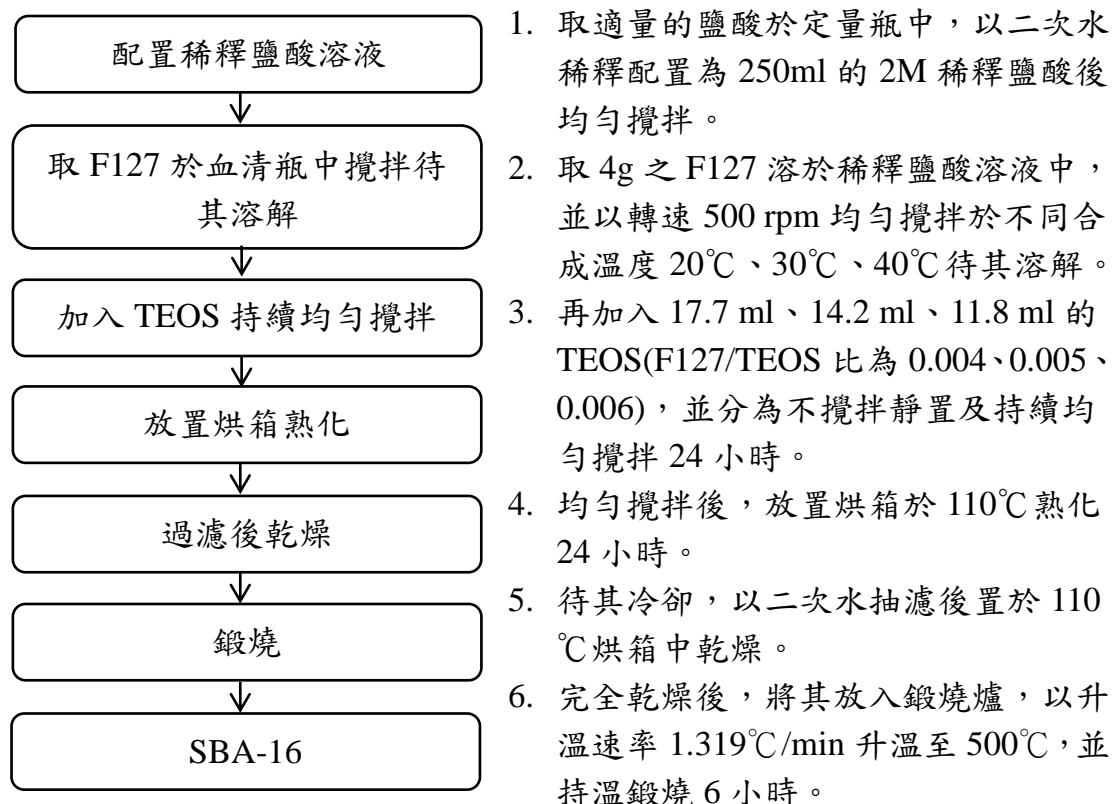 配置稀釋鹽酸溶液
取 F127 於血清瓶中攪拌待
其溶解
加入 TEOS 持續均勻攪拌
放置烘箱熟化
過濾後乾燥
鍛燒
SBA-16
1. 取適量的鹽酸於定量瓶中，以二次水
稀釋配置為 250ml 的 2M 稀釋鹽酸後
均勻攪拌。
2. 取 4g 之 F127 溶於稀釋鹽酸溶液中，
並以轉速 500 rpm 均勻攪拌於不同合
成溫度 20℃、30℃、40℃待其溶解。
3. 再加入 17.7 ml、14.2 ml、11.8 ml 的
TEOS(F127/TEOS 比為 0.004、0.005、
0.006)，並分為不攪拌靜置及持續均
勻攪拌 24 小時。
4. 均勻攪拌後，放置烘箱於 110℃熟化
24 小時。
5. 待其冷卻，以二次水抽濾後置於 110
℃烘箱中乾燥。
6. 完全乾燥後，將其放入鍛燒爐，以升
溫速率 1.319℃/min 升溫至 500℃，並
持溫鍛燒 6 小時。